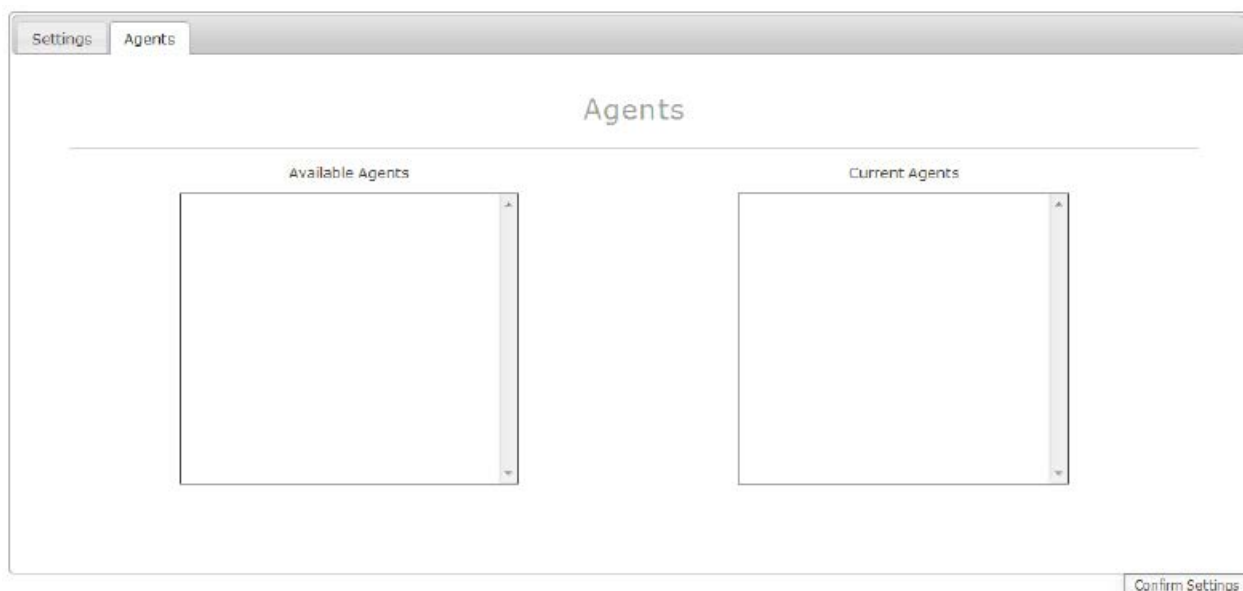 Settings
Agents
Agents
Available Agents
Current Agents
Confirm Settings